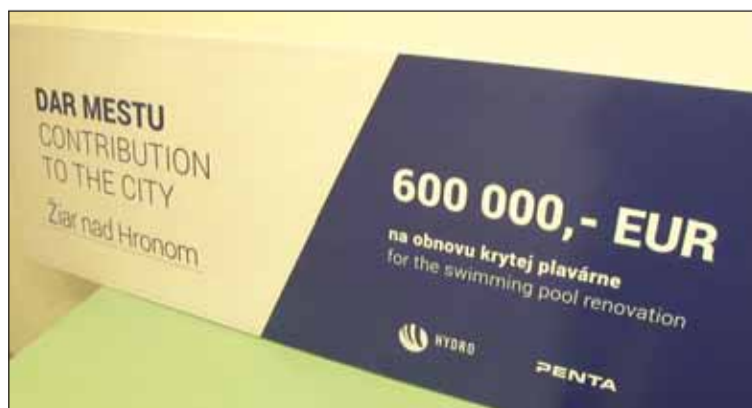 DAR MESTU
CONTRIBUTION
TO THE CITY
Žiar nad Hronom
600 000,- EUR
na obnovu krytej plavárne
for the swimming pool renovation
HYDRO
PENTA